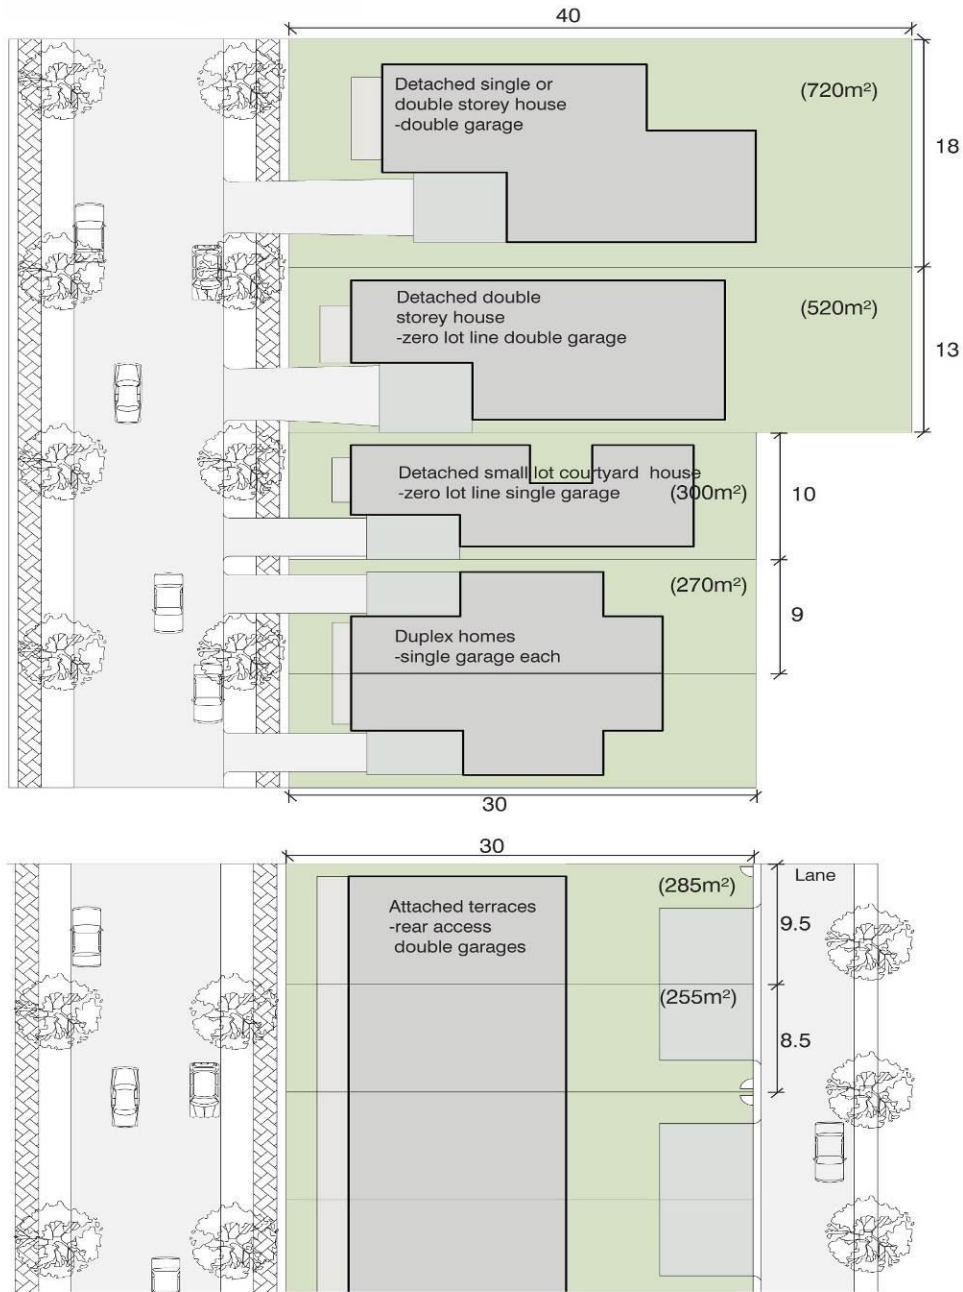 40
Detached single or
double storey house
-double garage
(720m²)
18
Detached double
storey house
-zero lot line double garage
(520m²)
13
Detached small lot courtyard house
-zero lot line single garage
(300m²)
10
(270m²)
9
Duplex homes
-single garage each
30
30
Attached terraces
-rear access
double garages
(285m²)
Lane
9.5
(255m²)
8.5